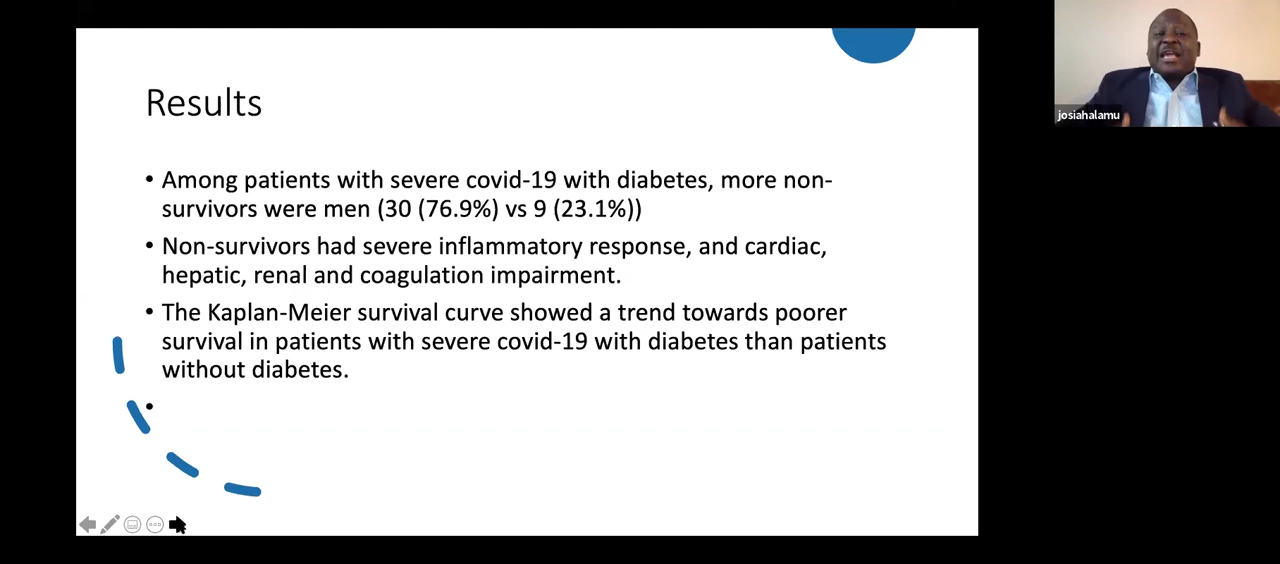 Results
• Among patients with severe covid-19 with diabetes, more non-
survivors were men (30 (76.9%) vs 9 (23.1%))
• Non-survivors had severe inflammatory response, and cardiac,
hepatic, renal and coagulation impairment.
• The Kaplan-Meier survival curve showed a trend towards poorer
survival in patients with severe covid-19 with diabetes than patients
without diabetes.
•
josiahalamu